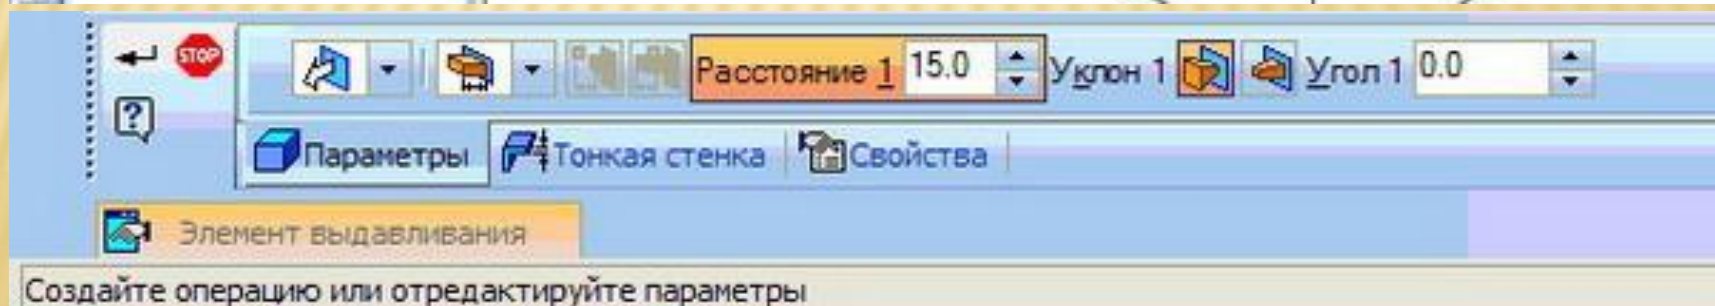 STOP Расстояние 1 15.0 Уклон 1 Угол 1 0.0
Параметры Тонкая стенка Свойства
Элемент выдавливания
Создайте операцию или отредактируйте параметры